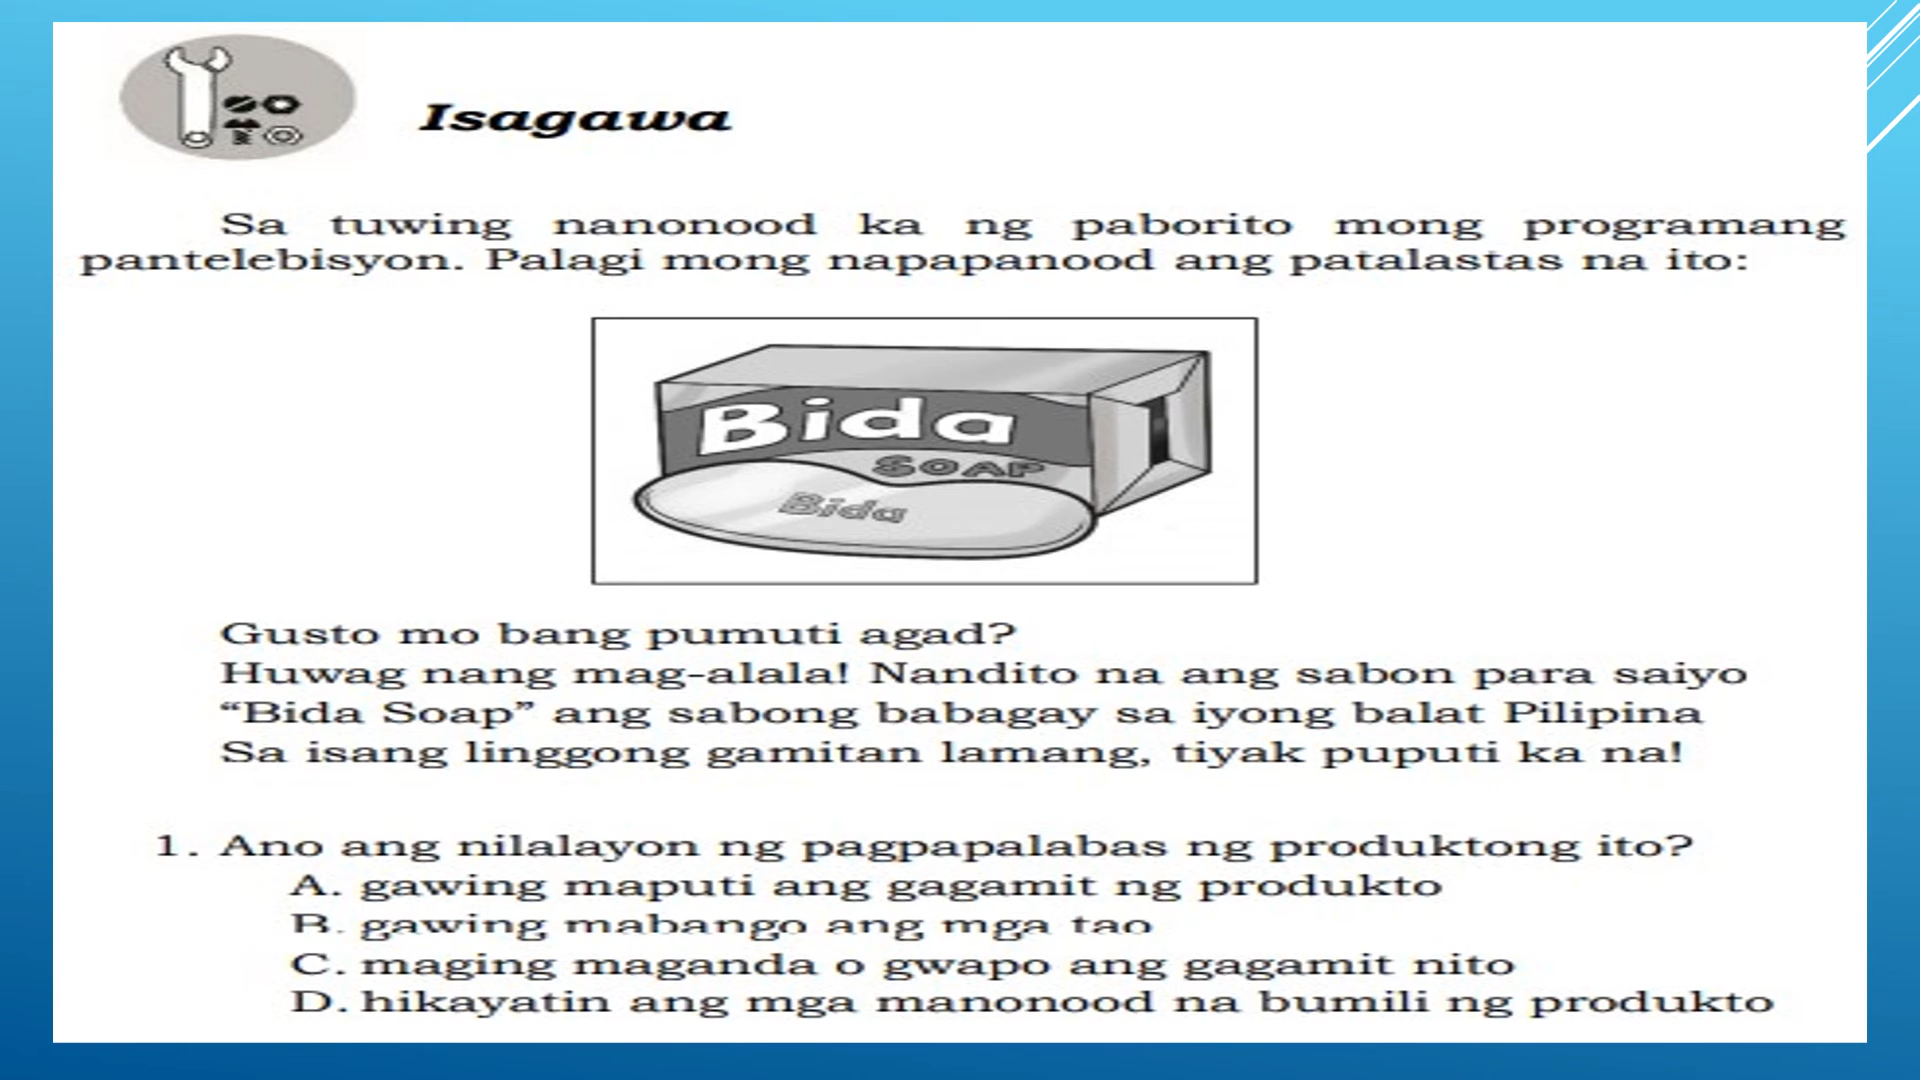 Isagawa
Sa tuwing nanonood ka ng paborito mong programang
pantelebisyon. Palagi mong napapanood ang patalastas na ito:
Bida
SOAP
Bida
Gusto mo bang pumuti agad?
Huwag nang mag-alala! Nandito na ang sabon para saiyo
“Bida Soap” ang sabong babagay sa iyong balat Pilipina
Sa isang linggong gamitan lamang, tiyak puputi ka na!
1. Ano ang nilalayon ng pagpapalabas ng produktong ito?
A. gawing maputi ang gagamit ng produkto
B. gawing mabango ang mga tao
C. maging maganda o gwapo ang gagamit nito
D. hikayatin ang mga manonood na bumili ng produkto